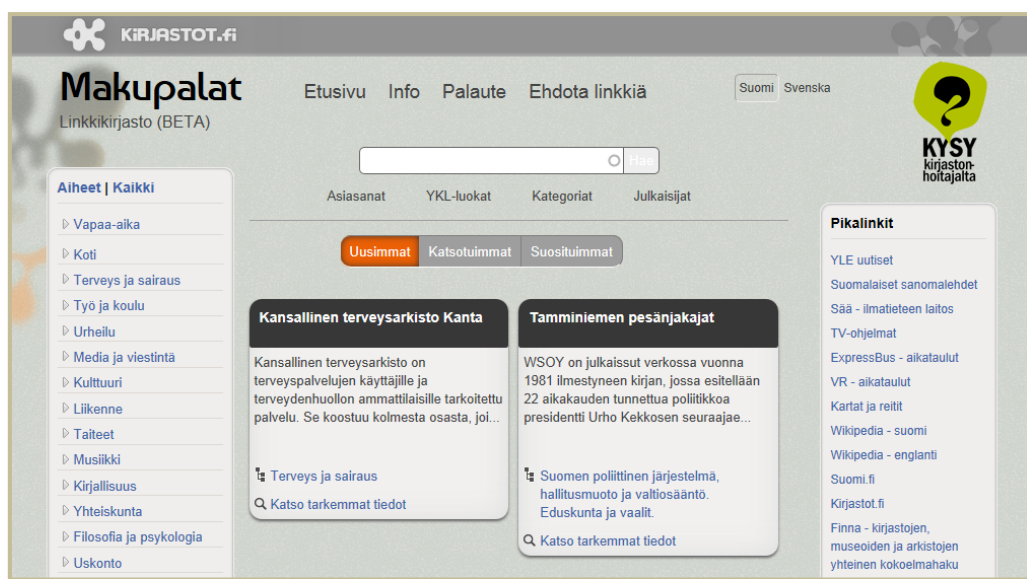 KiRJASTOT.fi
Makupalat
Linkkikirjasto (BETA)
Etusivu Info Palaute Ehdota linkkiä
Suomi Svenska
KYSY
kirjaston-
hoitajalta
Hae
Asiasanat YKL-luokat Kategoriat Julkaisijat
Aiheet | Kaikki
Vapaa-aika
Koti
Terveys ja sairaus
Työ ja koulu
Urheilu
Media ja viestintä
Kulttuuri
Liikenne
Taiteet
Musiikki
Kirjallisuus
Yhteiskunta
Filosofia ja psykologia
Uskonto
Uusimmat Katsotuimmat Suosituimmat
Kansallinen terveysarkisto Kanta
Kansallinen terveysarkisto on
terveyspalvelujen käyttäjille ja
terveydenhuollon ammattilaisille tarkoitettu
palvelu. Se koostuu kolmesta osasta, joi...
Terveys ja sairaus
Katso tarkemmat tiedot
Tamminiemen pesänjakajat
WSOY on julkaissut verkossa vuonna
1981 ilmestyneen kirjan, jossa esitellään
22 aikakauden tunnettua poliitikkoa
presidentti Urho Kekkosen seuraajae...
Suomen poliittinen järjestelmä,
hallitusmuoto ja valtiosääntö.
Eduskunta ja vaalit.
Katso tarkemmat tiedot
Pikalinkit
YLE uutiset
Suomalaiset sanomalehdet
Sää - ilmatieteen laitos
TV-ohjelmat
ExpressBus - aikataulut
VR - aikataulut
Kartat ja reitit
Wikipedia - suomi
Wikipedia - englanti
Suomi.fi
Kirjastot.fi
Finna - kirjastojen,
museoiden ja arkistojen
yhteinen kokoelmahaku